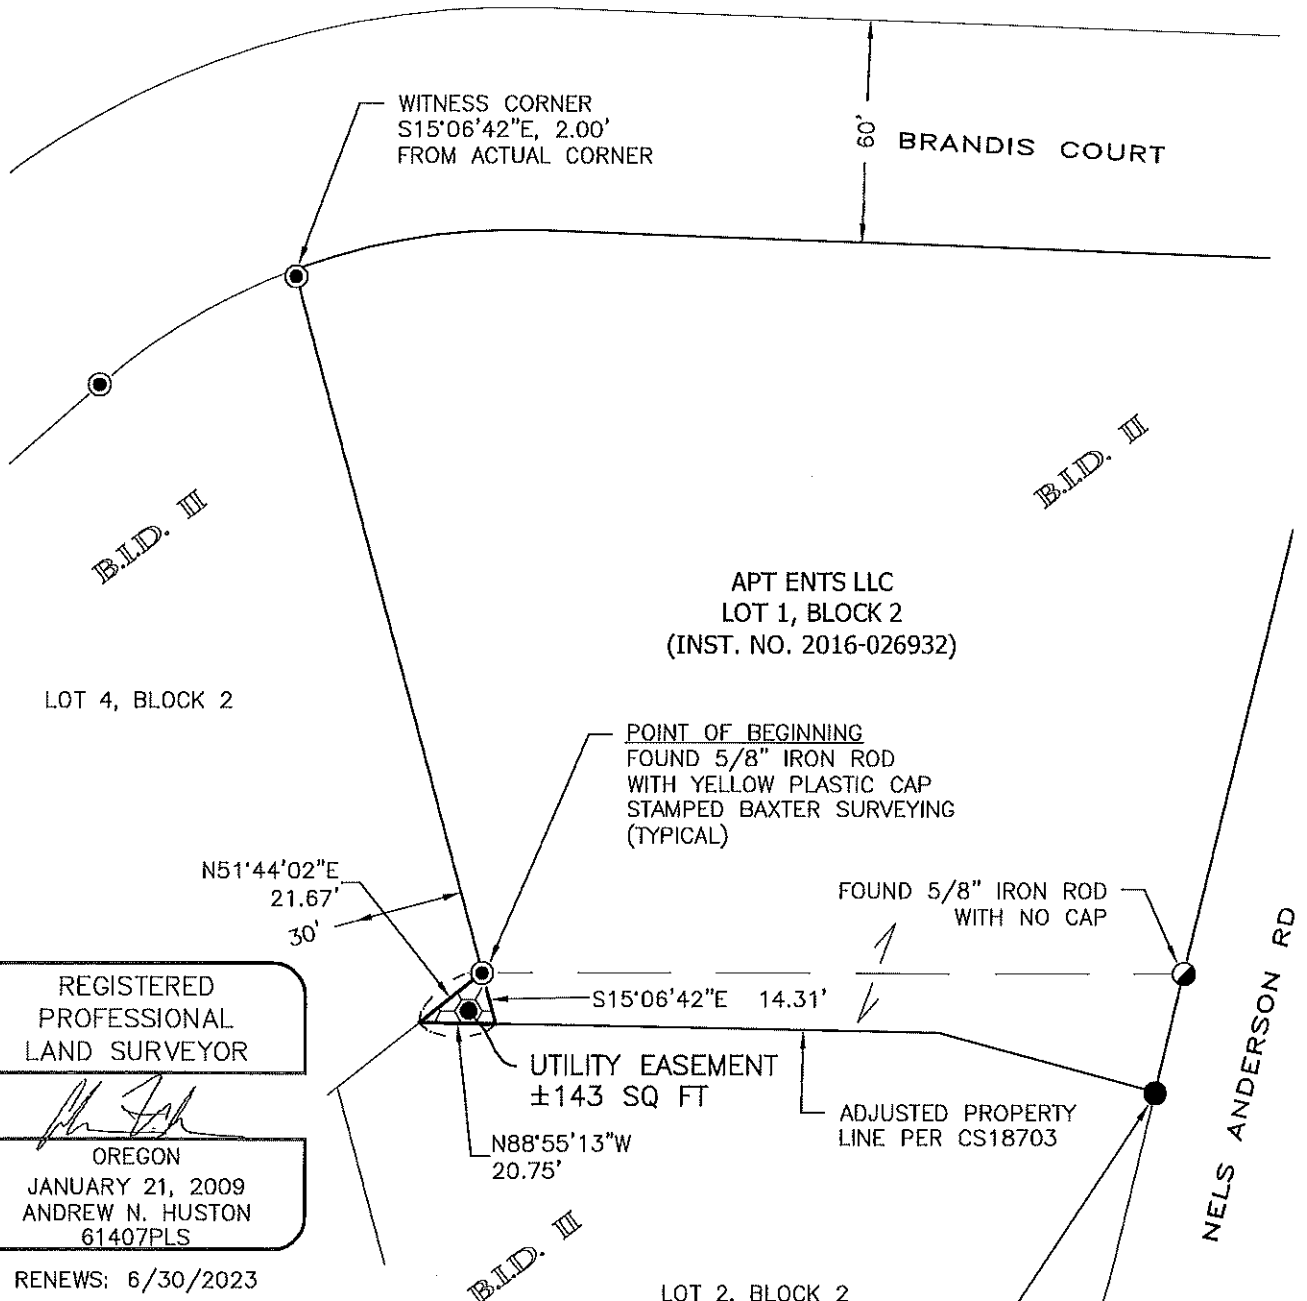 WITNESS CORNER
S15°06'42"E, 2.00'
FROM ACTUAL CORNER
60'
BRANDIS COURT
B.I.D. III
B.I.D. II
APT ENTS LLC
LOT 1, BLOCK 2
(INST. NO. 2016-026932)
LOT 4, BLOCK 2
POINT OF BEGINNING
FOUND 5/8" IRON ROD
WITH YELLOW PLASTIC CAP
STAMPED BAXTER SURVEYING
(TYPICAL)
N51°44'02"E
21.67'
30'
FOUND 5/8" IRON ROD
WITH NO CAP
S15°06'42"E 14.31'
UTILITY EASEMENT
±143 SQ FT
N88°55'13"W
20.75'
ADJUSTED PROPERTY
LINE PER CS18703
NELS ANDERSON RD
REGISTERED
PROFESSIONAL
LAND SURVEYOR
OREGON
JANUARY 21, 2009
ANDREW N. HUSTON
61407PLS
RENEWS: 6/30/2023
B.I.D. II
LOT 2, BLOCK 2